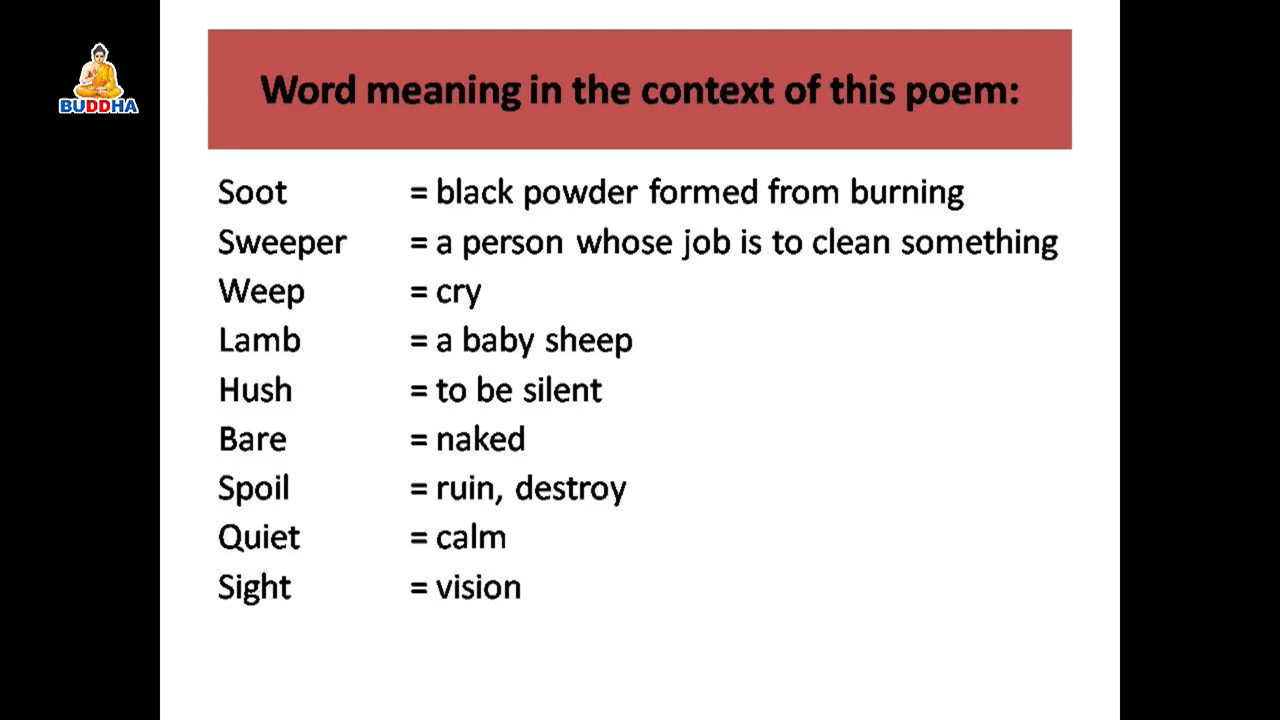 BUDDHA
Word meaning in the context of this poem:
Soot = black powder formed from burning
Sweeper = a person whose job is to clean something
Weep = cry
Lamb = a baby sheep
Hush = to be silent
Bare = naked
Spoil = ruin, destroy
Quiet = calm
Sight = vision